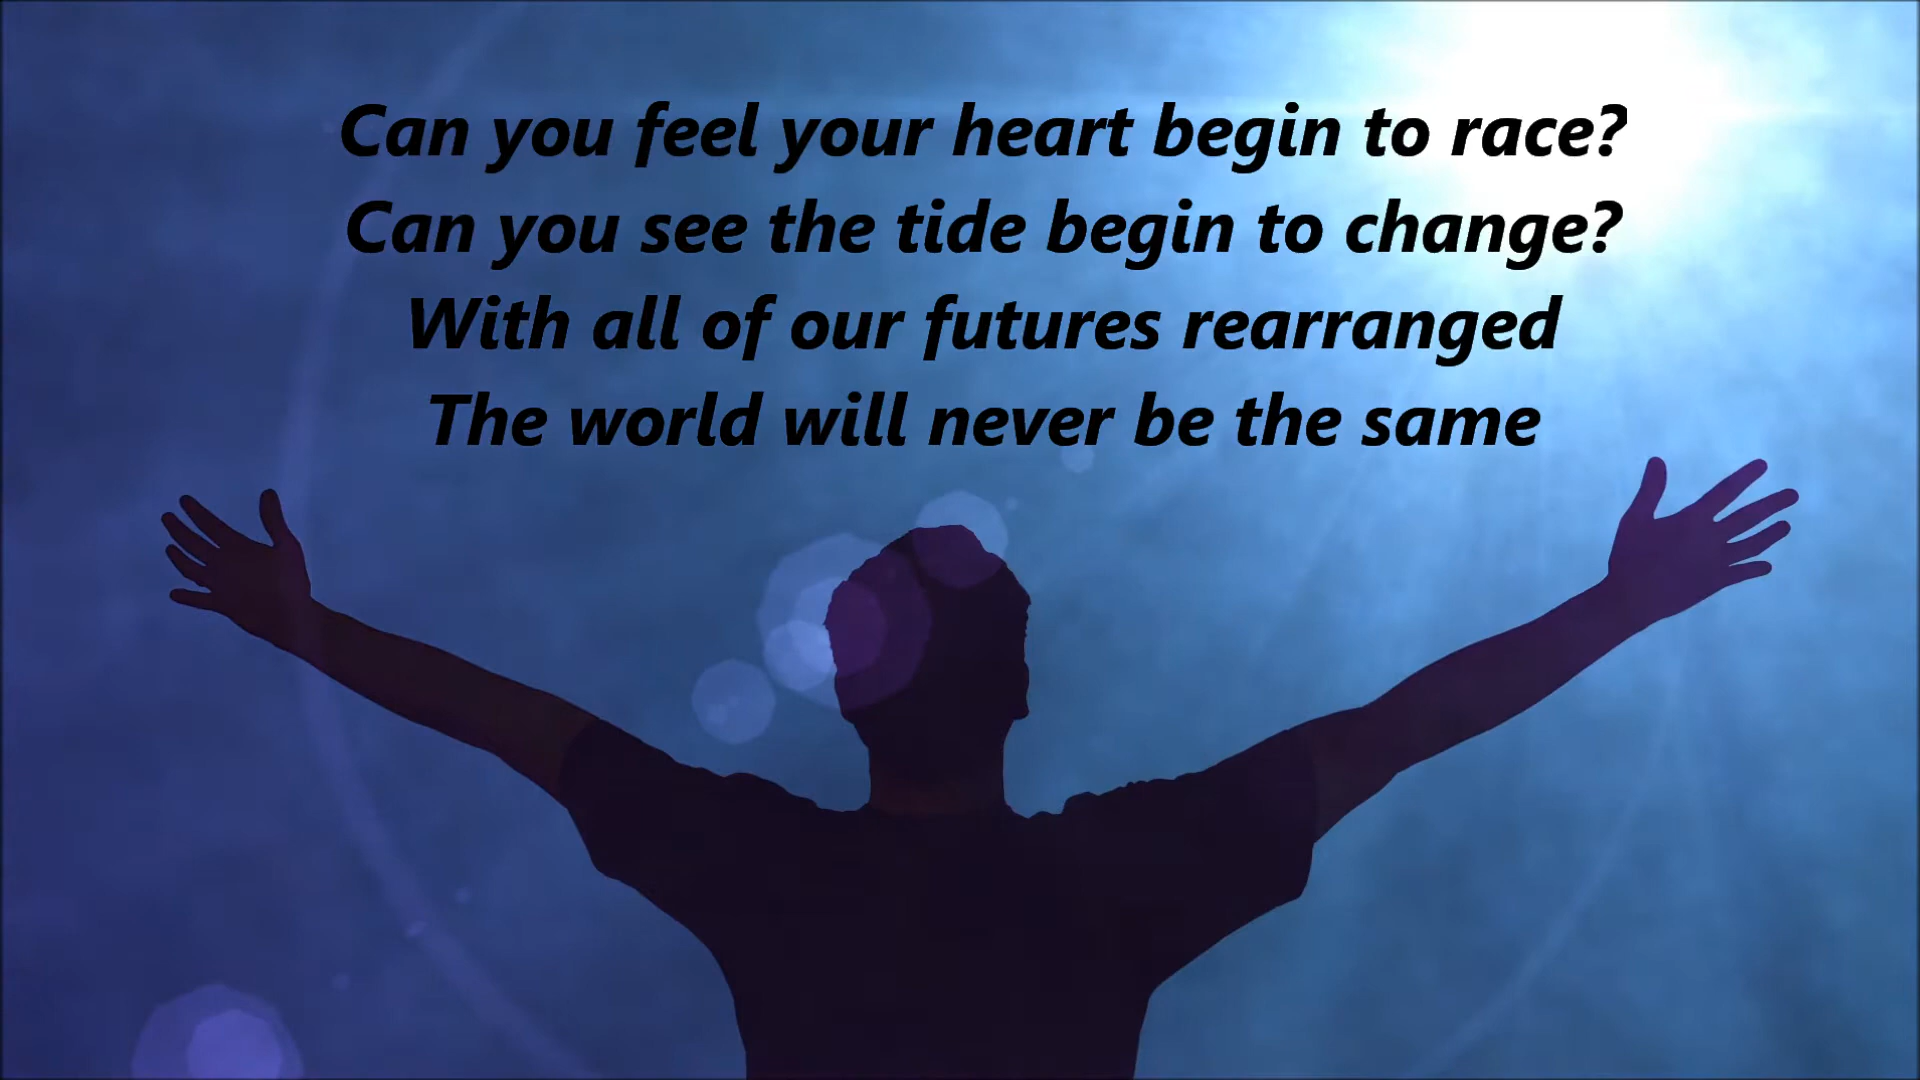 Can you feel your heart begin to race?
Can you see the tide begin to change?
With all of our futures rearranged
The world will never be the same